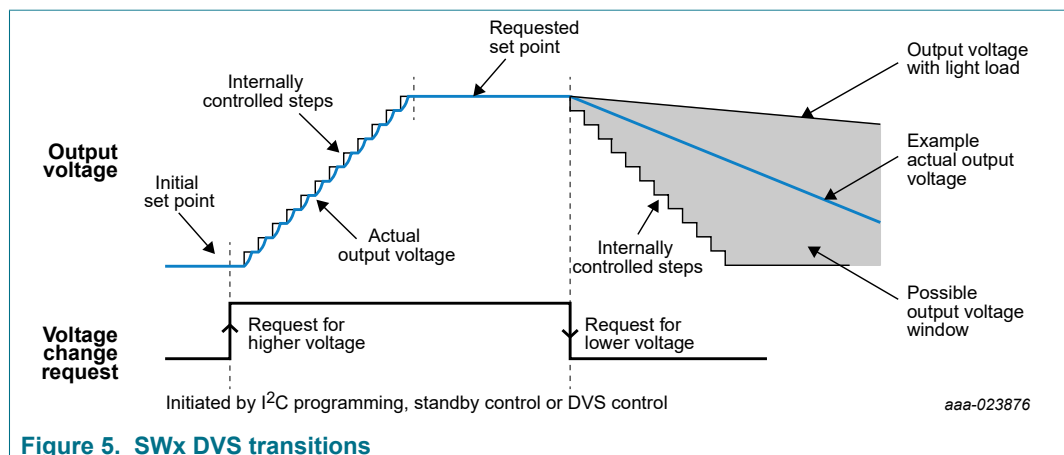 Requested
set point
Output voltage
with light load
Internally
controlled steps
Output
voltage
Example
actual output
voltage
Initial
set point
Actual
output voltage
Internally
controlled steps
Possible
output voltage
window
Voltage
change
request
Request for
higher voltage
Request for
lower voltage
Initiated by I²C programming, standby control or DVS control
aaa-023876
Figure 5. SWx DVS transitions